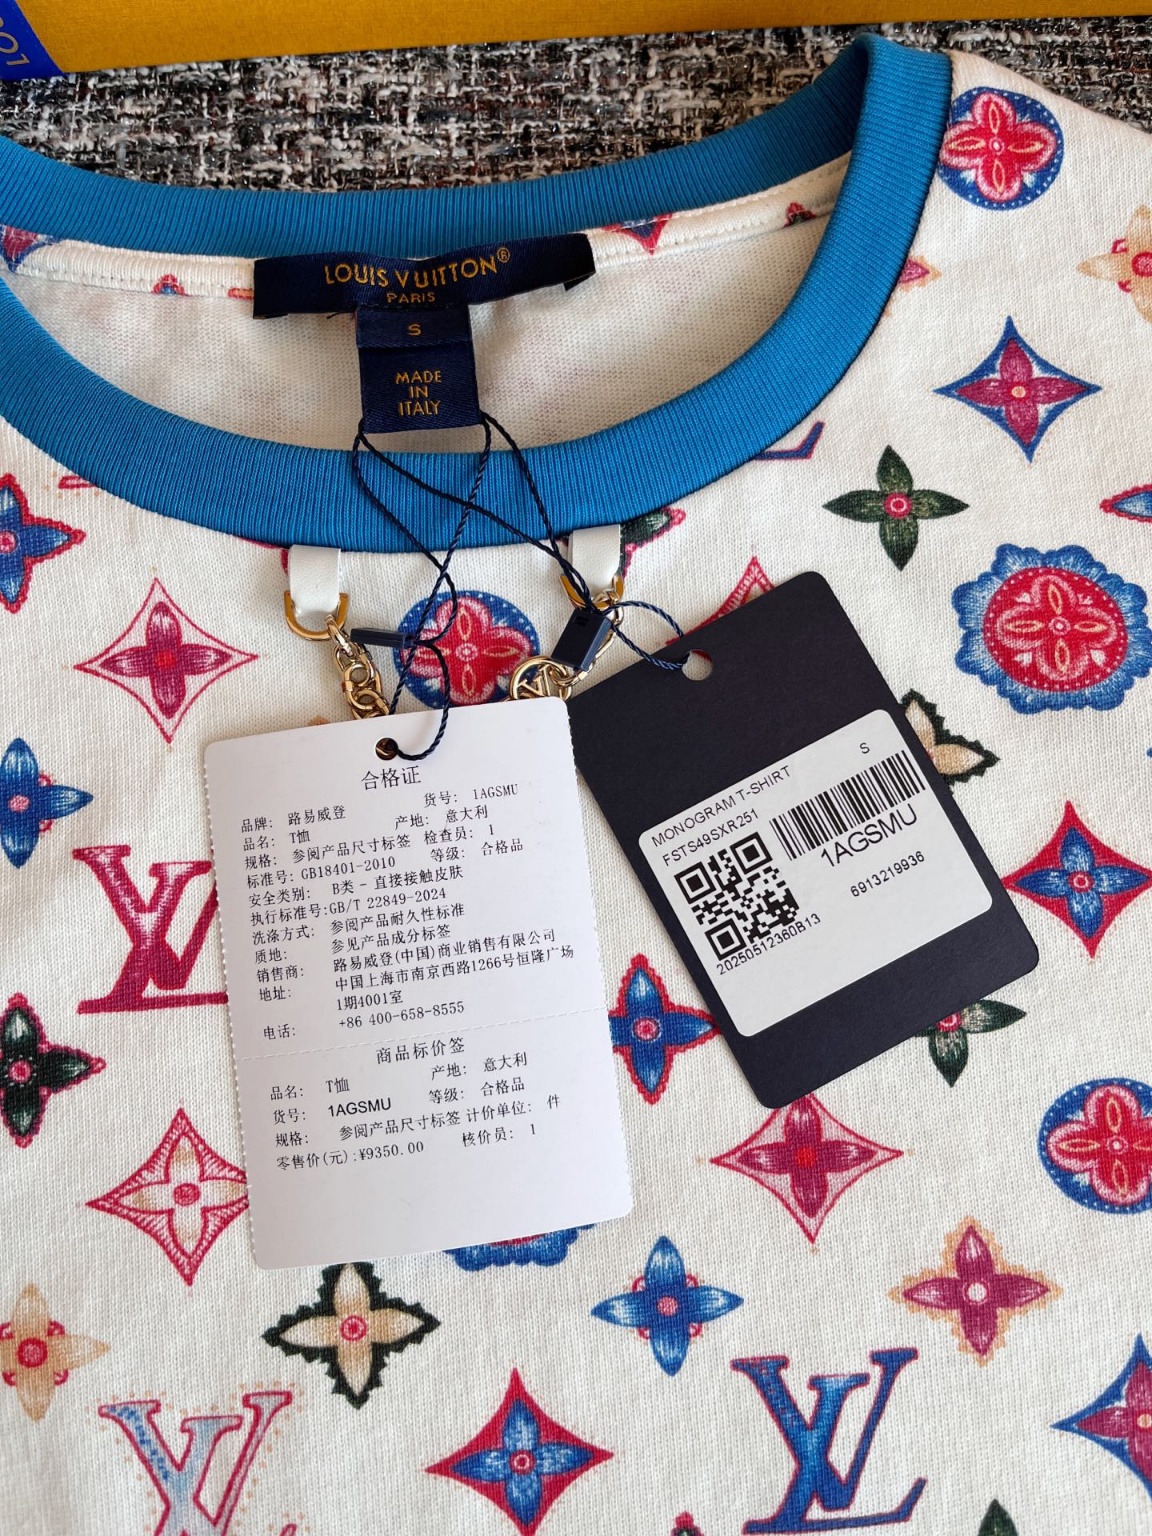 LOUIS VUITTON®
PARIS
S
MADE
IN
ITALY
合格证
品牌: 路易威登 货号: 1AGSMU
品名: T恤 产地: 意大利
规格: 参阅产品尺寸标签 检查员: 1
标准号: GB18401-2010 等级: 合格品
安全类别: B类 - 直接接触皮肤
执行标准号:GB/T 22849-2024
洗涤方式: 参阅产品耐久性标准
质地: 参见产品成分标签
销售商: 路易威登(中国)商业销售有限公司
地址: 中国上海市南京西路1266号恒隆广场
1期4001室
电话: +86 400-658-8555
商品标价签
品名: T恤 产地: 意大利
货号: 1AGSMU 等级: 合格品
规格: 参阅产品尺寸标签 计价单位: 件
零售价(元):¥9350.00 核价员: 1
S
MONOGRAM T-SHIRT
FSTS49SXR251
1AGSMU
6913219936
20250512360B13
LV
LV
LV